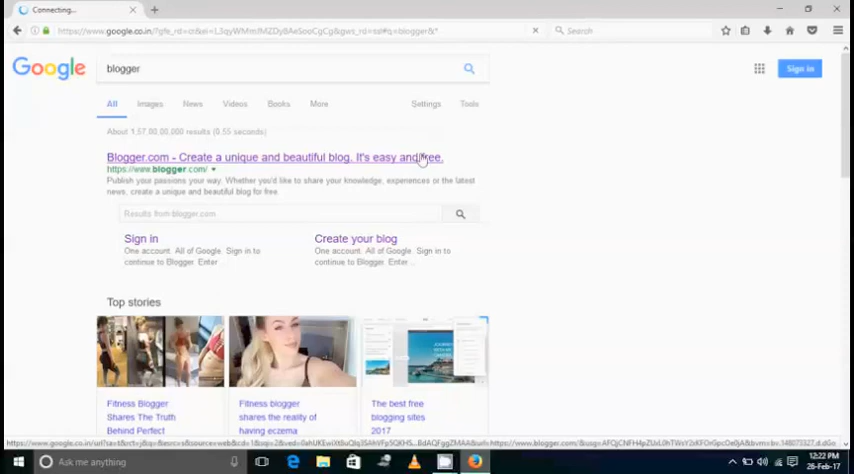 Connecting...
www.google.co.in
Search
Google
blogger
Sign in
All Images News Videos Books More Settings Tools
About 1,57,00,00,000 results (0.55 seconds)
Blogger.com - Create a unique and beautiful blog. It's easy and free.
https://www.blogger.com/
Publish your passions your way. Whether you'd like to share your knowledge, experiences or the latest
news, create a unique and beautiful blog for free.
Results from blogger.com
Sign in Create your blog
One account. All of Google. Sign in to One account. All of Google. Sign in to
continue to Blogger. Enter ... continue to Blogger. Enter ...
Top stories
Fitness Blogger Fitness blogger The best free
Shares The Truth shares the reality of blogging sites
Behind Perfect having eczema 2017
Ask me anything
12:22 PM
26-Feb-17